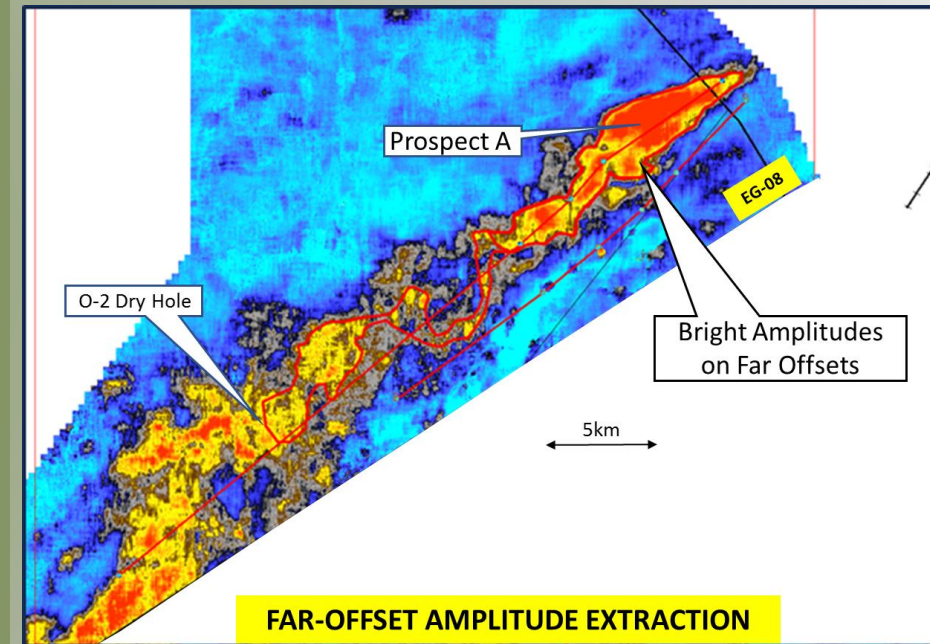 Prospect A
EG-08
O-2 Dry Hole
Bright Amplitudes
on Far Offsets
5km
FAR-OFFSET AMPLITUDE EXTRACTION